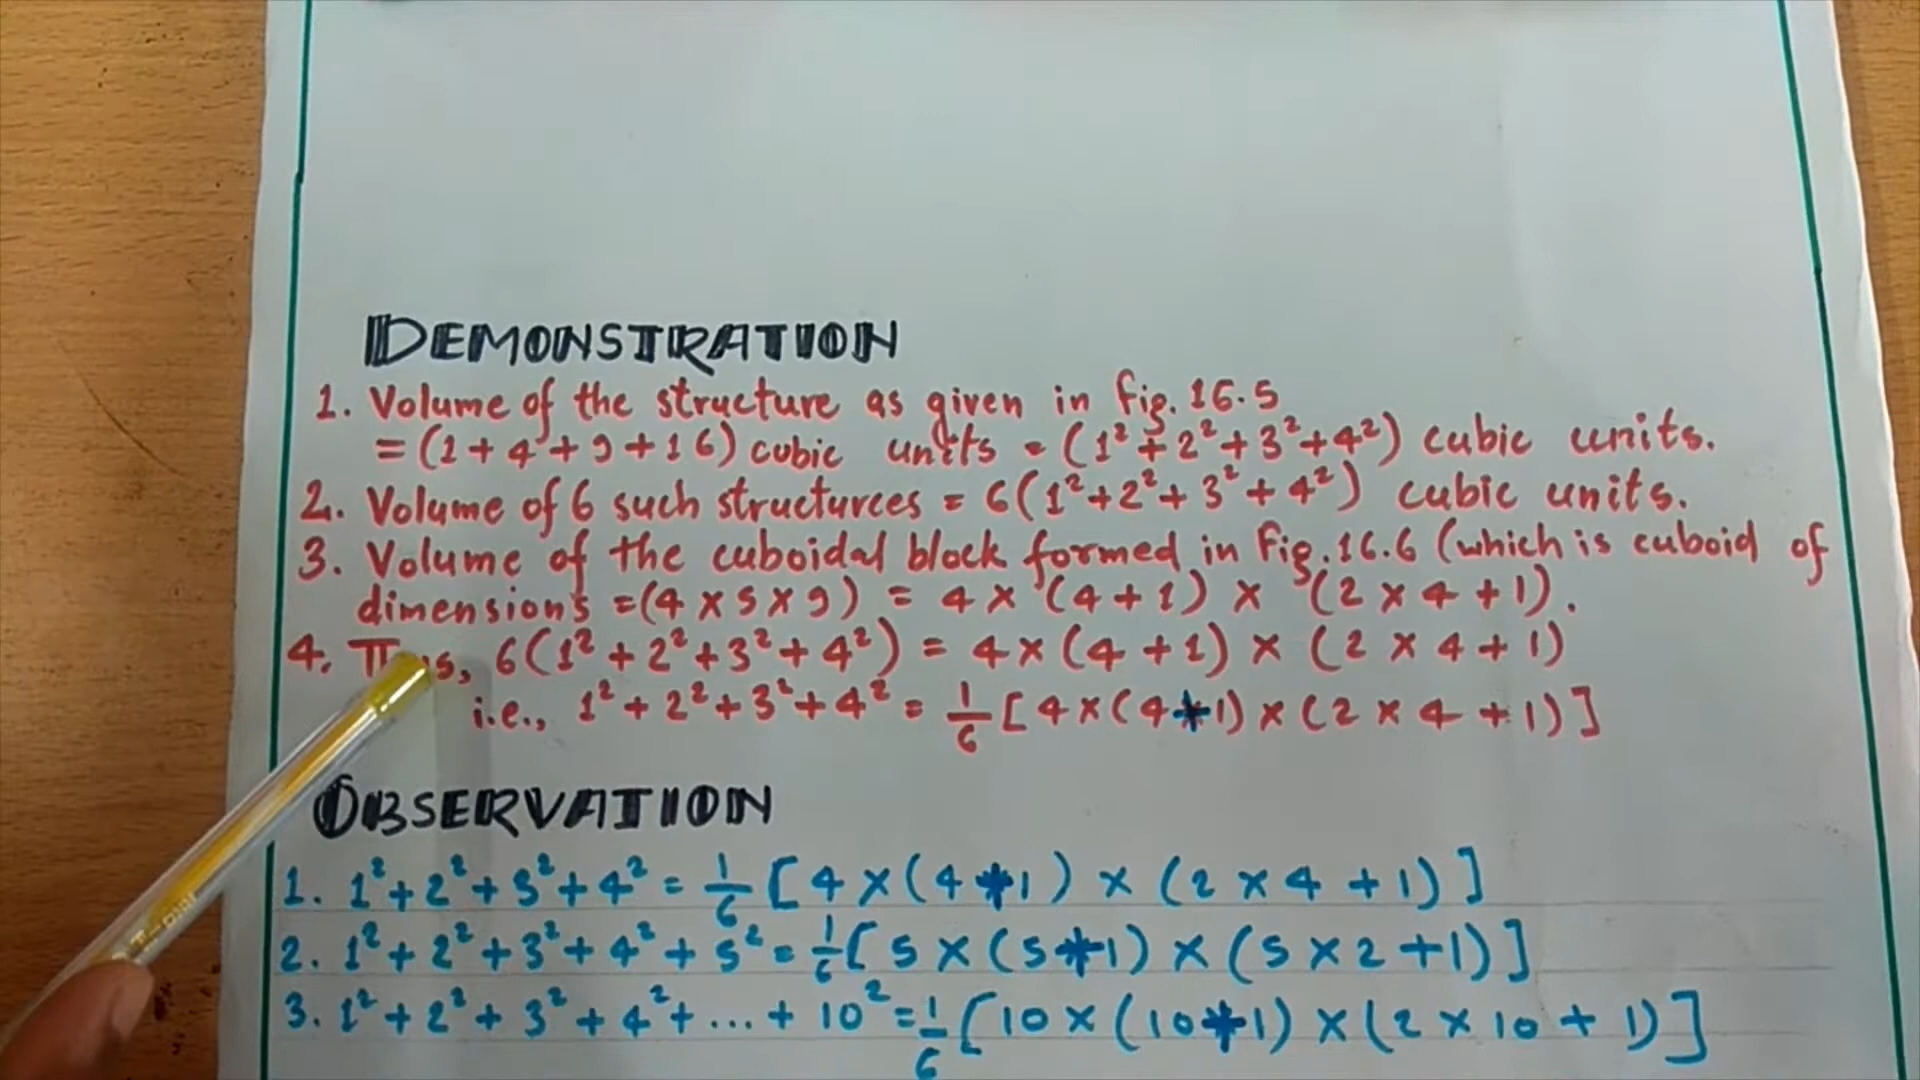 DEMONSTRATION
1. Volume of the structure as given in fig. 16.5
= (1+4+9+16) cubic units = (1²+2²+3²+4²) cubic units.
2. Volume of 6 such structurces = 6(1²+2²+3²+4²) cubic units.
3. Volume of the cuboidal block formed in Fig. 16.6 (which is cuboid of
dimensions = (4×5×9) = 4×(4+1)×(2×4+1).
4. 6(1²+2²+3²+4²) = 4×(4+1)×(2×4+1)
i.e., 1²+2²+3²+4² = 1/6 [4×(4+1)×(2×4+1)]
OBSERVATION
1. 1²+2²+3²+4² = 1/6 [4×(4+1)×(2×4+1)]
2. 1²+2²+3²+4²+5² = 1/6 [5×(5+1)×(5×2+1)]
3. 1²+2²+3²+4²+...+10² = 1/6 [10×(10+1)×(2×10+1)]